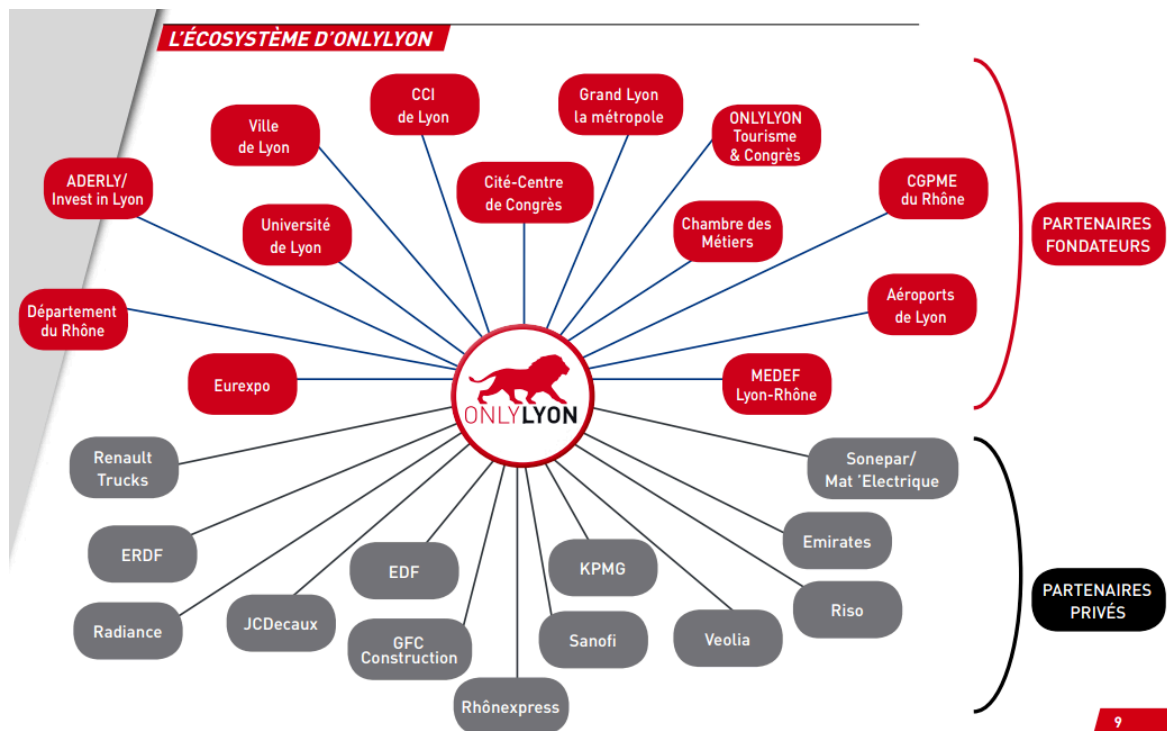 L'ÉCOSYSTÈME D'ONLYLYON
CCI
de Lyon
Grand Lyon
la métropole
Ville
de Lyon
ONLYLYON
Tourisme
& Congrès
ADERLY/
Invest in Lyon
Cité-Centre
de Congrès
CGPME
du Rhône
Université
de Lyon
Chambre des
Métiers
PARTENAIRES
FONDATEURS
Département
du Rhône
Aéroports
de Lyon
Eurexpo
MEDEF
Lyon-Rhône
ONLYLYON
Renault
Trucks
Sonepar/
Mat 'Electrique
ERDF
EDF
KPMG
Emirates
PARTENAIRES
PRIVÉS
Radiance
JCDecaux
GFC
Construction
Sanofi
Veolia
Riso
Rhônexpress
9